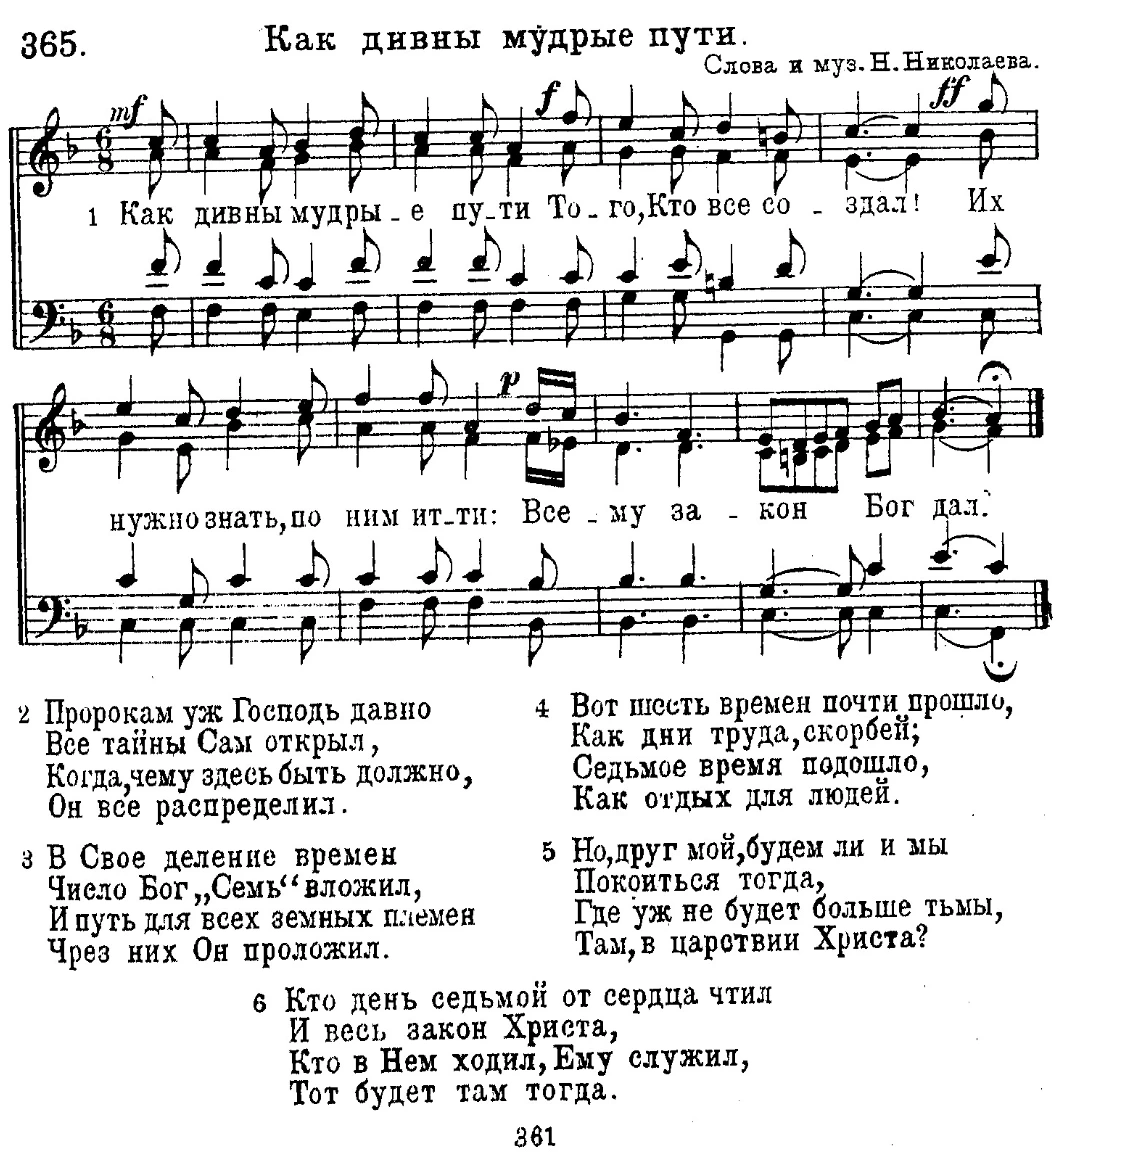 365. Как дивны мудрые пути.
Слова и муз. Н. Николаева.
mf f ff
1 Как дивны мудры - е пу - ти То - го, Кто все со - здал! Их
p
нужно знать, по ним ит - ти: Все - му за - кон Бог дал.
2 Пророкам уж Господь давно
Все тайны Сам открыл,
Когда, чему здесь быть должно,
Он все распределил.
3 В Свое деление времен
Число Бог „Семь“ вложил,
И путь для всех земных племен
Чрез них Он проложил.
4 Вот шесть времен почти прошло,
Как дни труда, скорбей;
Седьмое время подошло,
Как отдых для людей.
5 Но, друг мой, будем ли и мы
Покоиться тогда,
Где уж не будет больше тьмы,
Там, в царствии Христа?
6 Кто день седьмой от сердца чтил
И весь закон Христа,
Кто в Нем ходил, Ему служил,
Тот будет там тогда.
361